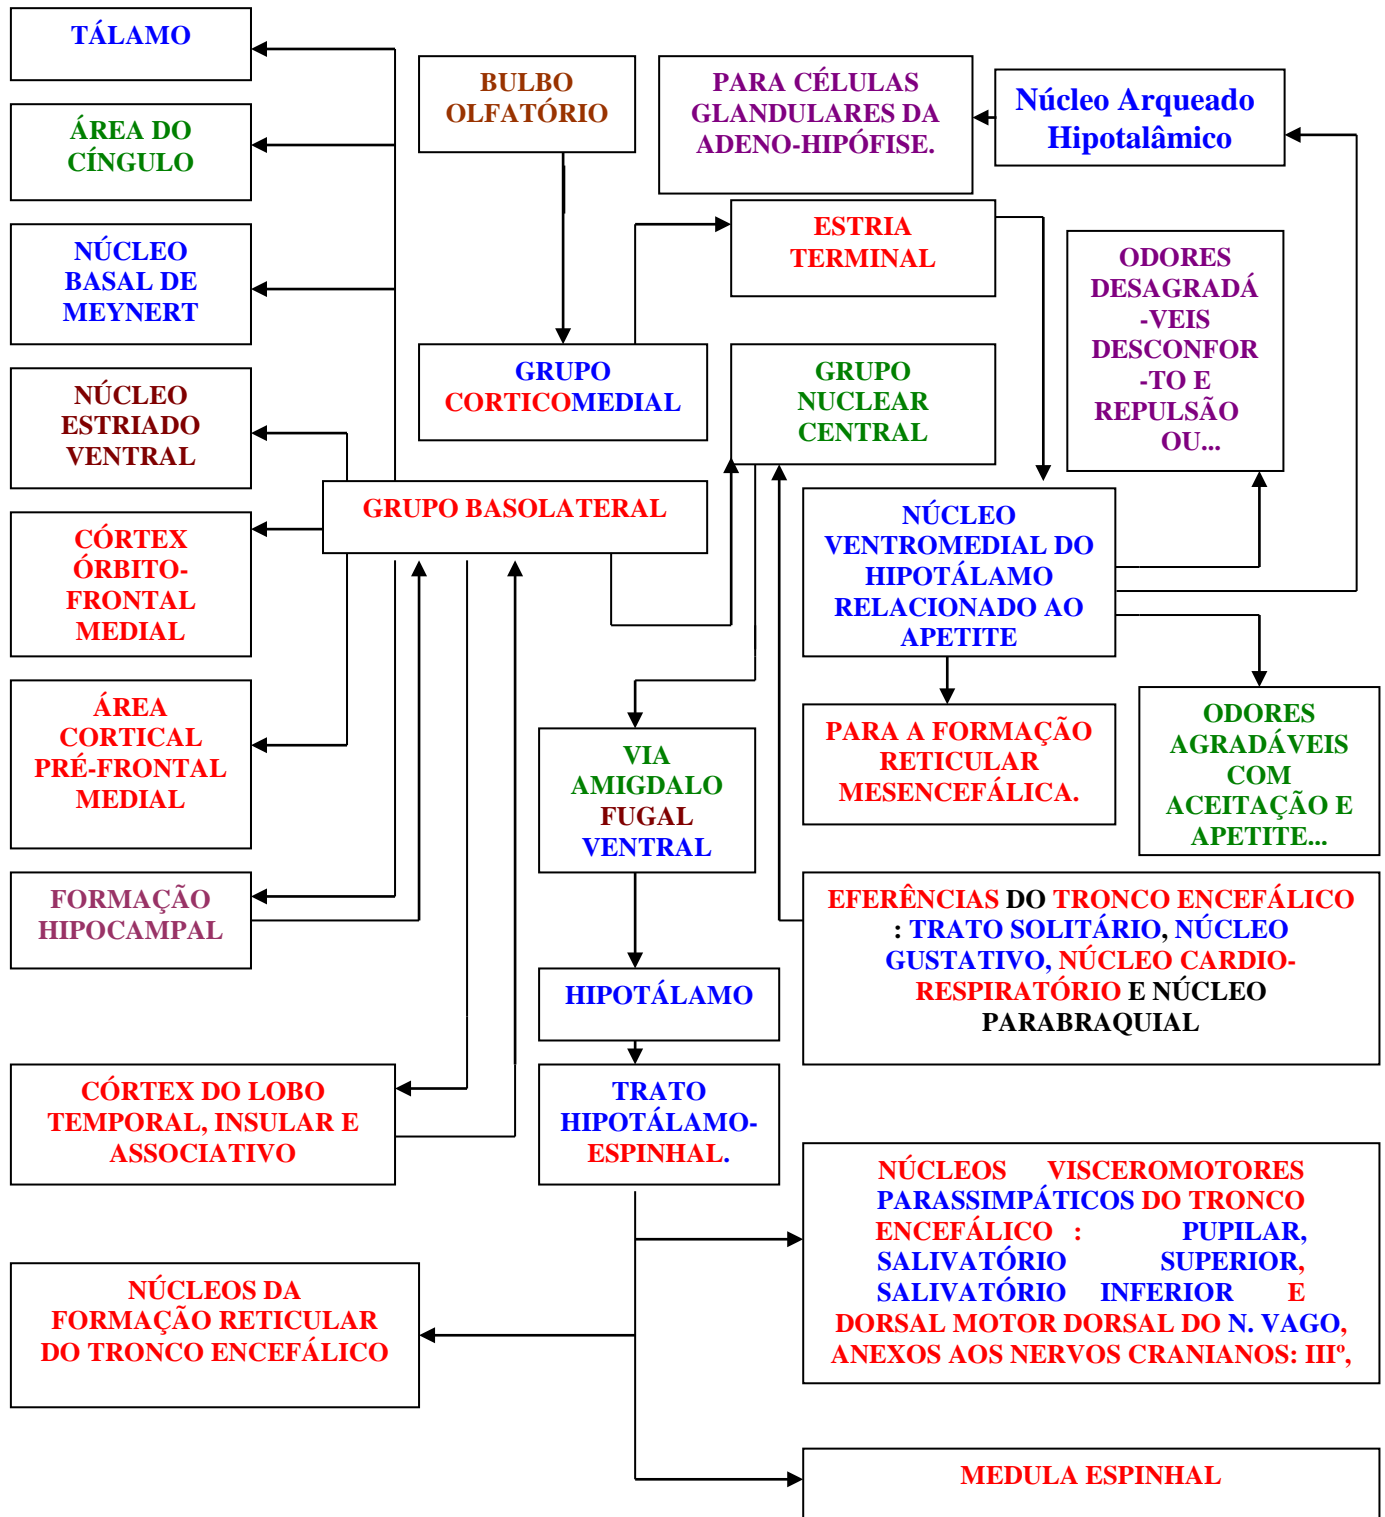 TÁLAMO
ÁREA DO
CÍNGULO
NÚCLEO
BASAL DE
MEYNERT
NÚCLEO
ESTRIADO
VENTRAL
CÓRTEX
ÓRBITO-
FRONTAL
MEDIAL
ÁREA
CORTICAL
PRÉ-FRONTAL
MEDIAL
FORMAÇÃO
HIPOCAMPAL
CÓRTEX DO LOBO
TEMPORAL, INSULAR E
ASSOCIATIVO
NÚCLEOS DA
FORMAÇÃO RETICULAR
DO TRONCO ENCEFÁLICO
BULBO
OLFATÓRIO
GRUPO
CORTICOMEDIAL
GRUPO BASOLATERAL
PARA CÉLULAS
GLANDULARES DA
ADENO-HIPÓFISE.
Núcleo Arqueado
Hipotalâmico
ESTRIA
TERMINAL
GRUPO
NUCLEAR
CENTRAL
ODORES
DESAGRADÁ
-VEIS
DESCONFOR
-TO E
REPULSÃO
OU...
NÚCLEO
VENTROMEDIAL DO
HIPOTÁLAMO
RELACIONADO AO
APETITE
PARA A FORMAÇÃO
RETICULAR
MESENCEFÁLICA.
ODORES
AGRADÁVEIS
COM
ACEITAÇÃO E
APETITE...
VIA
AMIGDALO
FUGAL
VENTRAL
HIPOTÁLAMO
TRATO
HIPOTÁLAMO-
ESPINHAL.
EFERÊNCIAS DO TRONCO ENCEFÁLICO
: TRATO SOLITÁRIO, NÚCLEO
GUSTATIVO, NÚCLEO CARDIO-
RESPIRATÓRIO E NÚCLEO
PARABRAQUIAL
NÚCLEOS VISCEROMOTORES
PARASSIMPÁTICOS DO TRONCO
ENCEFÁLICO : PUPILAR,
SALIVATÓRIO SUPERIOR,
SALIVATÓRIO INFERIOR E
DORSAL MOTOR DORSAL DO N. VAGO,
ANEXOS AOS NERVOS CRANIANOS: IIIº,
MEDULA ESPINHAL